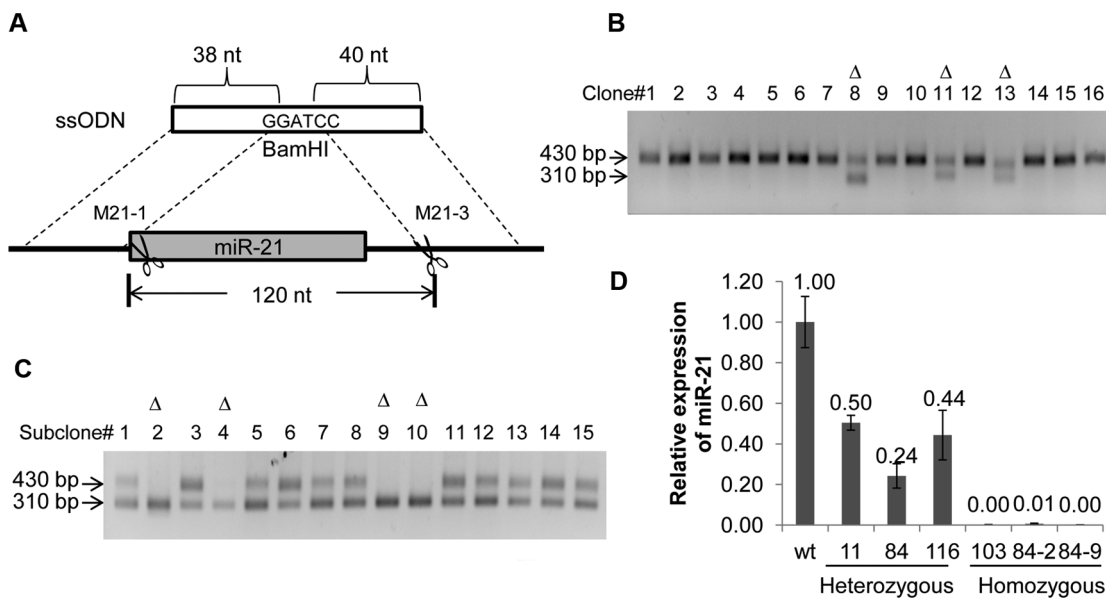 A
38 nt
40 nt
ssODN
GGATCC
BamHI
M21-1
M21-3
miR-21
120 nt
B
Δ Δ Δ
Clone#1 2 3 4 5 6 7 8 9 10 11 12 13 14 15 16
430 bp
310 bp
C
Δ Δ Δ Δ
Subclone# 1 2 3 4 5 6 7 8 9 10 11 12 13 14 15
430 bp
310 bp
D
Relative expression
of miR-21
1.20
1.00
0.80
0.60
0.40
0.20
0.00
1.00
0.50
0.24
0.44
0.00 0.01 0.00
wt 11 84 116 103 84-2 84-9
Heterozygous Homozygous